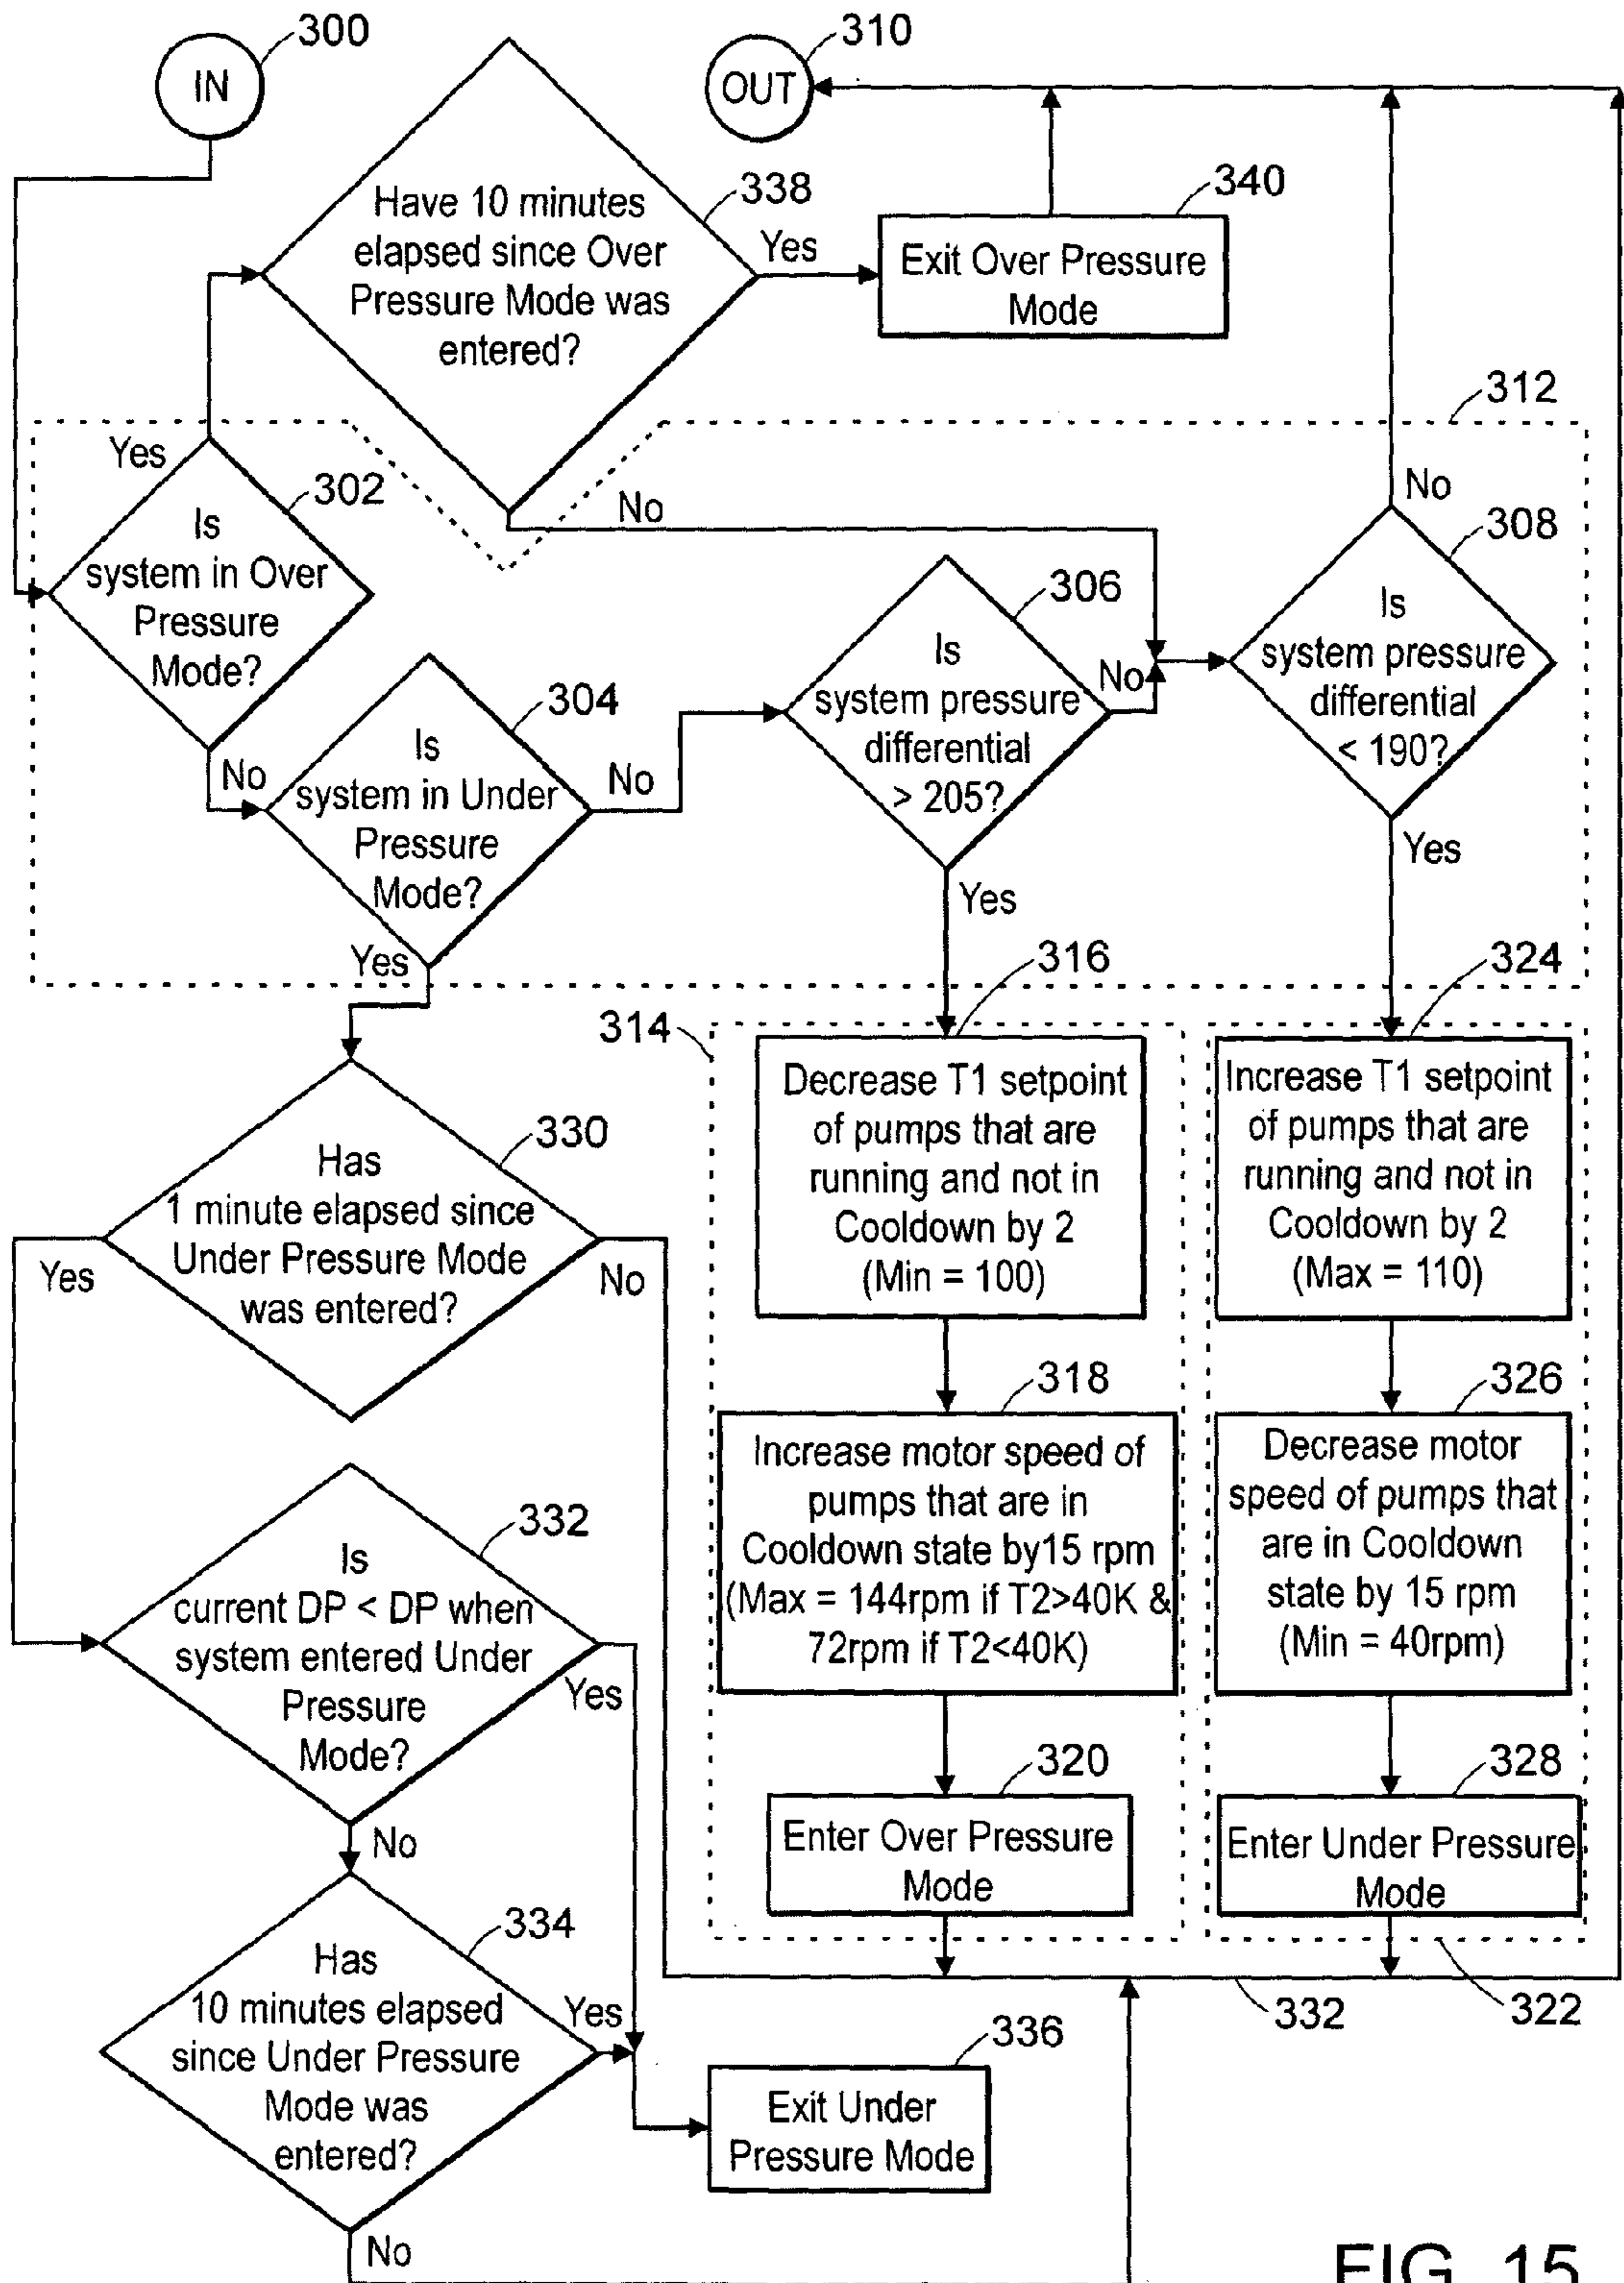 300
IN
310
OUT
338
Have 10 minutes
elapsed since Over
Pressure Mode was
entered?
Yes
340
Exit Over Pressure
Mode
312
Yes
302
Is
system in Over
Pressure
Mode?
No
No
308
Is
system pressure
differential
< 190?
No
306
Is
system pressure
differential
> 205?
No
304
Is
system in Under
Pressure
Mode?
No
No
Yes
Yes
Yes
316
324
314
Decrease T1 setpoint
of pumps that are
running and not in
Cooldown by 2
(Min = 100)
Increase T1 setpoint
of pumps that are
running and not in
Cooldown by 2
(Max = 110)
330
Has
1 minute elapsed since
Under Pressure Mode
was entered?
Yes
No
318
Increase motor speed of
pumps that are in
Cooldown state by15 rpm
(Max = 144rpm if T2>40K &
72rpm if T2<40K)
326
Decrease motor
speed of pumps that
are in Cooldown
state by 15 rpm
(Min = 40rpm)
332
Is
current DP < DP when
system entered Under
Pressure
Mode?
Yes
No
320
Enter Over Pressure
Mode
328
Enter Under Pressure
Mode
334
Has
10 minutes elapsed
since Under Pressure
Mode was
entered?
Yes
332
322
336
Exit Under
Pressure Mode
No
FIG. 15